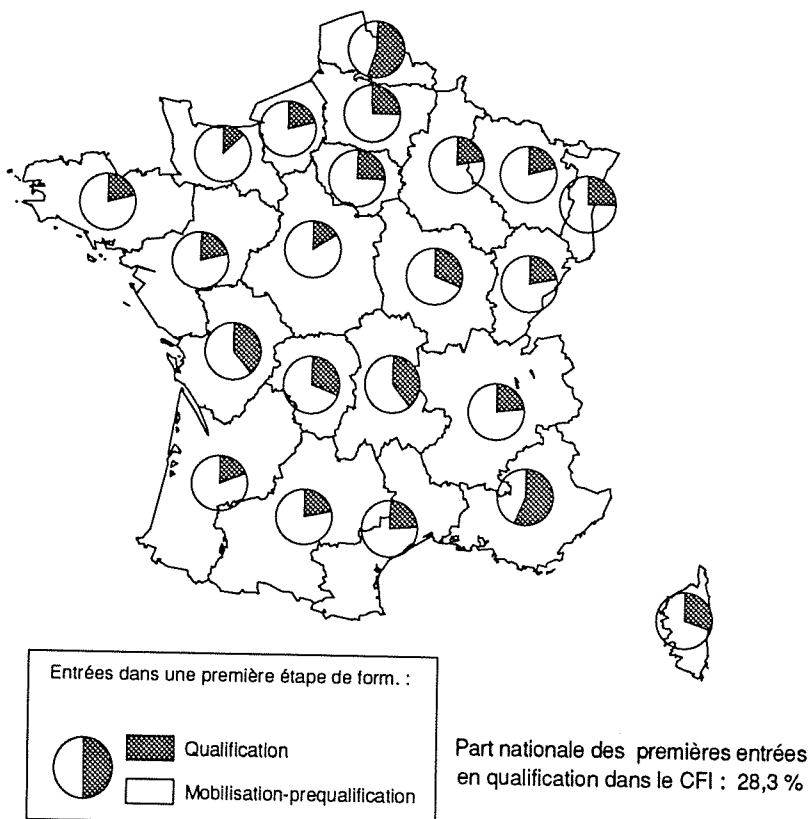 Entrées dans une première étape de form. :
Qualification
Mobilisation-prequalification
Part nationale des premières entrées
en qualification dans le CFI : 28,3 %